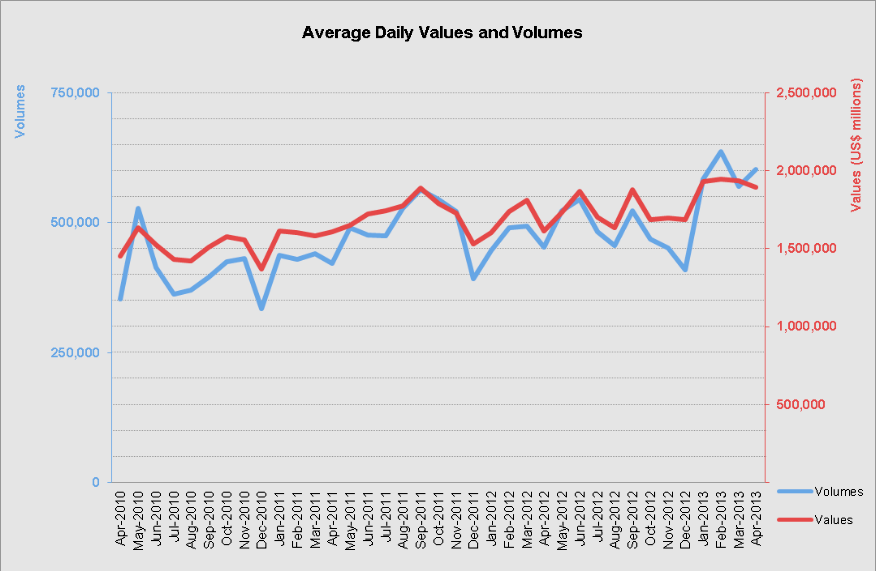 Average Daily Values and Volumes
Volumes
Values (US$ millions)
750,000
500,000
250,000
0
2,500,000
2,000,000
1,500,000
1,000,000
500,000
Apr-2010
May-2010
Jun-2010
Jul-2010
Aug-2010
Sep-2010
Oct-2010
Nov-2010
Dec-2010
Jan-2011
Feb-2011
Mar-2011
Apr-2011
May-2011
Jun-2011
Jul-2011
Aug-2011
Sep-2011
Oct-2011
Nov-2011
Dec-2011
Jan-2012
Feb-2012
Mar-2012
Apr-2012
May-2012
Jun-2012
Jul-2012
Aug-2012
Sep-2012
Oct-2012
Nov-2012
Dec-2012
Jan-2013
Feb-2013
Mar-2013
Apr-2013
Volumes
Values